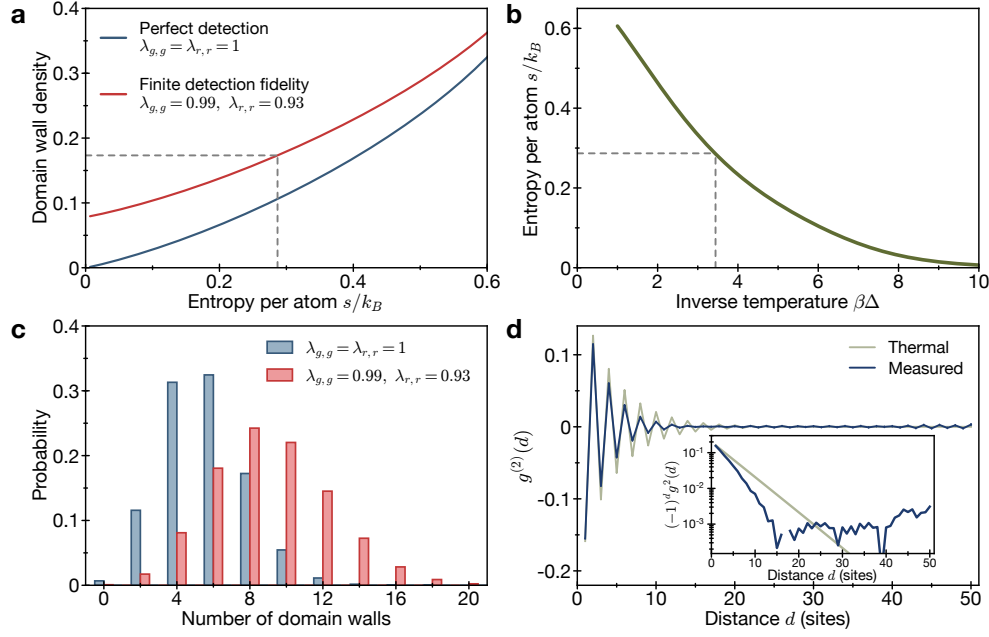 a
0.4
0.3
0.2
0.1
0
Domain wall density
Perfect detection
λg,g = λr,r = 1
Finite detection fidelity
λg,g = 0.99, λr,r = 0.93
0 0.2 0.4 0.6
Entropy per atom s/kB
b
0.6
0.4
0.2
0
Entropy per atom s/kB
0 2 4 6 8 10
Inverse temperature βΔ
c
0.4
0.3
0.2
0.1
0
Probability
λg,g = λr,r = 1
λg,g = 0.99, λr,r = 0.93
0 4 8 12 16 20
Number of domain walls
d
0.1
0
-0.1
-0.2
g(2)(d)
Thermal
Measured
10-1
10-2
10-3
(-1)d g2(d)
0 10 20 30 40 50
Distance d (sites)
0 10 20 30 40 50
Distance d (sites)